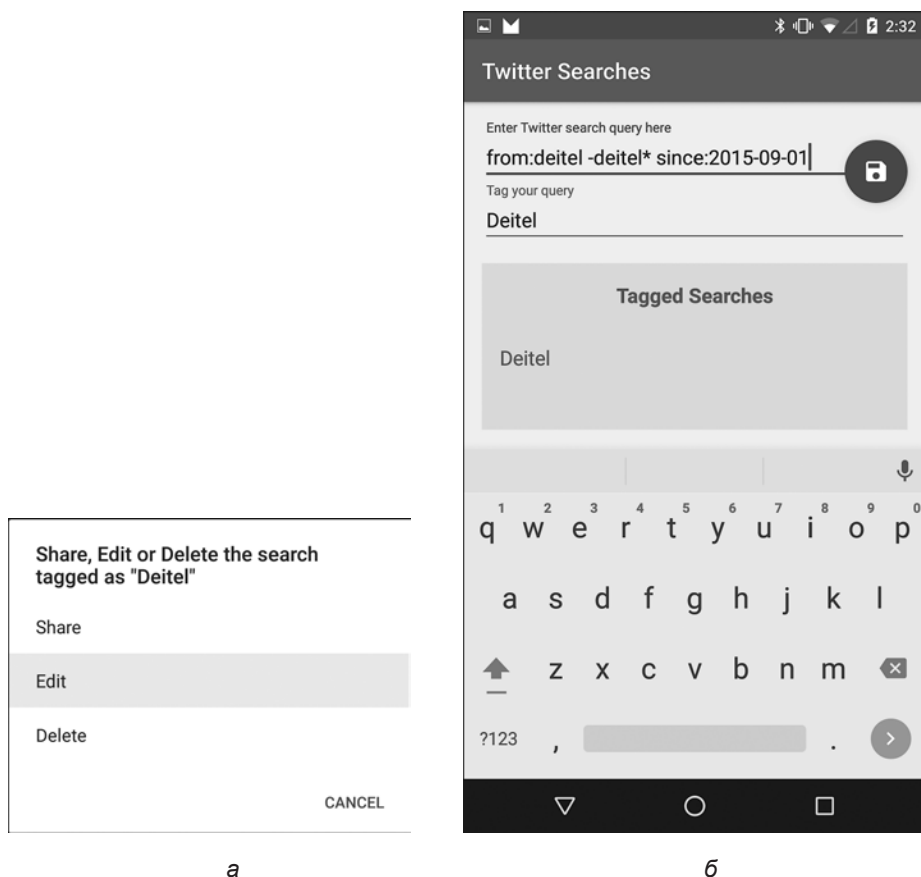 Share, Edit or Delete the search
tagged as "Deitel"
Share
Edit
Delete
CANCEL
а
2:32
Twitter Searches
Enter Twitter search query here
from:deitel -deitel* since:2015-09-01
Tag your query
Deitel
Tagged Searches
Deitel
1 2 3 4 5 6 7 8 9 0
q w e r t y u i o p
a s d f g h j k l
z x c v b n m
?123 , .
б